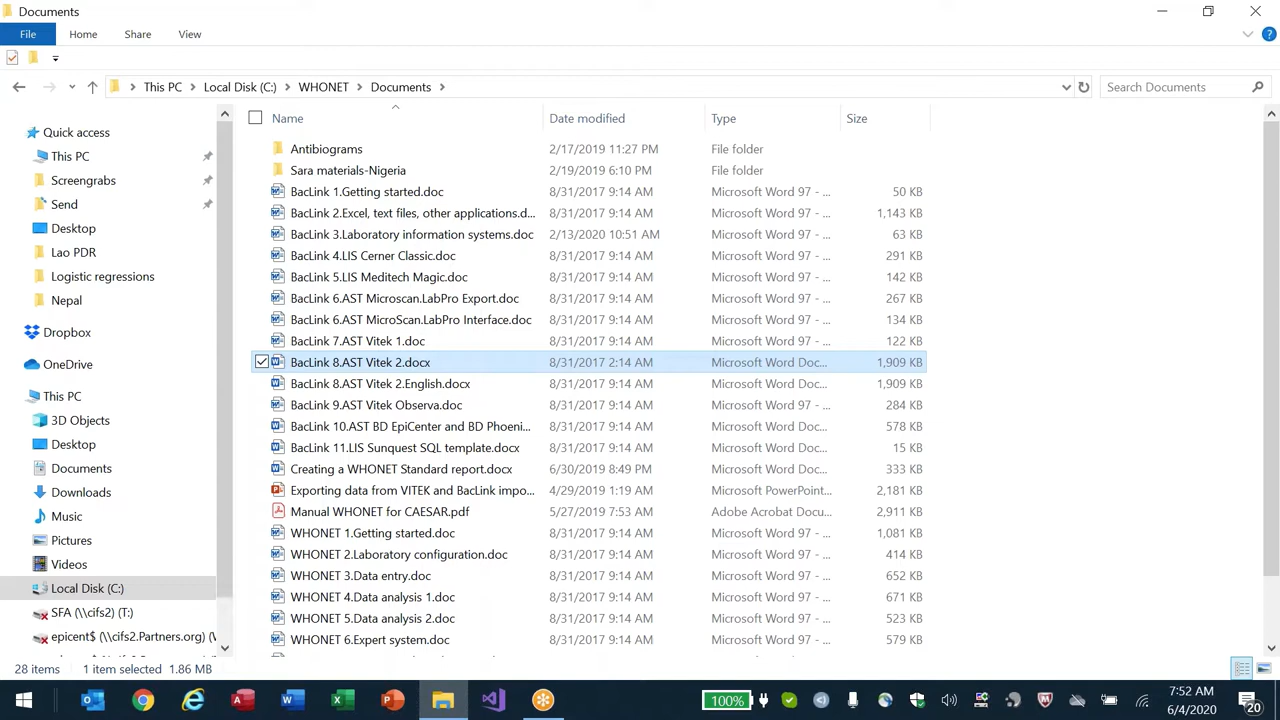 Documents
File Home Share View
This PC Local Disk (C:) WHONET Documents Search Documents
Name Date modified Type Size
Quick access
This PC
Screengrabs
Send
Desktop
Lao PDR
Logistic regressions
Nepal
Dropbox
OneDrive
This PC
3D Objects
Desktop
Documents
Downloads
Music
Pictures
Videos
Local Disk (C:)
SFA (\\cifs2) (T:)
epicent$ (\\cifs2.Partners.org) (W
Antibiograms 2/17/2019 11:27 PM File folder
Sara materials-Nigeria 2/19/2019 6:10 PM File folder
BacLink 1.Getting started.doc 8/31/2017 9:14 AM Microsoft Word 97 - ... 50 KB
BacLink 2.Excel, text files, other applications.d... 8/31/2017 9:14 AM Microsoft Word 97 - ... 1,143 KB
BacLink 3.Laboratory information systems.doc 2/13/2020 10:51 AM Microsoft Word 97 - ... 63 KB
BacLink 4.LIS Cerner Classic.doc 8/31/2017 9:14 AM Microsoft Word 97 - ... 291 KB
BacLink 5.LIS Meditech Magic.doc 8/31/2017 9:14 AM Microsoft Word 97 - ... 142 KB
BacLink 6.AST Microscan.LabPro Export.doc 8/31/2017 9:14 AM Microsoft Word 97 - ... 267 KB
BacLink 6.AST MicroScan.LabPro Interface.doc 8/31/2017 9:14 AM Microsoft Word 97 - ... 134 KB
BacLink 7.AST Vitek 1.doc 8/31/2017 9:14 AM Microsoft Word 97 - ... 122 KB
BacLink 8.AST Vitek 2.docx 8/31/2017 2:14 AM Microsoft Word Doc... 1,909 KB
BacLink 8.AST Vitek 2.English.docx 8/31/2017 9:14 AM Microsoft Word Doc... 1,909 KB
BacLink 9.AST Vitek Observa.doc 8/31/2017 9:14 AM Microsoft Word 97 - ... 284 KB
BacLink 10.AST BD EpiCenter and BD Phoeni... 8/31/2017 9:14 AM Microsoft Word Doc... 578 KB
BacLink 11.LIS Sunquest SQL template.docx 8/31/2017 9:14 AM Microsoft Word Doc... 15 KB
Creating a WHONET Standard report.docx 6/30/2019 8:49 PM Microsoft Word Doc... 333 KB
Exporting data from VITEK and BacLink impo... 4/29/2019 1:19 AM Microsoft PowerPoint... 2,181 KB
Manual WHONET for CAESAR.pdf 5/27/2019 7:53 AM Adobe Acrobat Docu... 2,911 KB
WHONET 1.Getting started.doc 8/31/2017 9:14 AM Microsoft Word 97 - ... 1,081 KB
WHONET 2.Laboratory configuration.doc 8/31/2017 9:14 AM Microsoft Word 97 - ... 414 KB
WHONET 3.Data entry.doc 8/31/2017 9:14 AM Microsoft Word 97 - ... 652 KB
WHONET 4.Data analysis 1.doc 8/31/2017 9:14 AM Microsoft Word 97 - ... 671 KB
WHONET 5.Data analysis 2.doc 8/31/2017 9:14 AM Microsoft Word 97 - ... 523 KB
WHONET 6.Expert system.doc 8/31/2017 9:14 AM Microsoft Word 97 - ... 579 KB
28 items 1 item selected 1.86 MB
100%
7:52 AM
6/4/2020
20